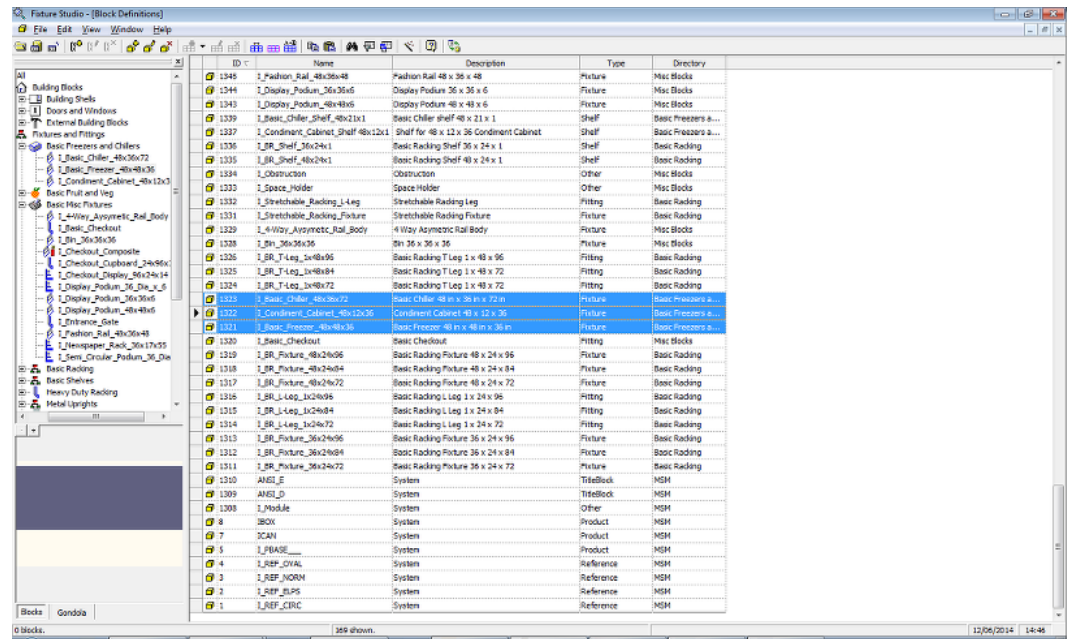 Fixture Studio - [Block Definitions]
File Edit View Window Help
All
Building Blocks
Building Shells
Doors and Windows
External Building Blocks
Fixtures and Fittings
Basic Freezers and Chillers
I_Basic_Chiller_48x36x72
I_Basic_Freezer_48x48x36
I_Condiment_Cabinet_48x12x3
Basic Fruit and Veg
Basic Misc Fixtures
I_4-Way_Aysymetric_Rail_Body
I_Basic_Checkout
I_Bin_36x36x36
I_Checkout_Composite
I_Checkout_Cupboard_24x96x
I_Checkout_Display_96x24x14
I_Display_Podium_36_Dia_x_6
I_Display_Podium_36x36x6
I_Display_Podium_48x48x6
I_Entrance_Gate
I_Fashion_Rail_48x36x48
I_Newspaper_Rack_36x17x55
I_Semi_Circular_Podium_36_Dia
Basic Racking
Basic Shelves
Heavy Duty Racking
Metal Uprights
Blocks Gondola
ID Name Description Type Directory
1345 I_Fashion_Rail_48x36x48 Fashion Rail 48 x 36 x 48 Fixture Misc Blocks
1344 I_Display_Podium_36x36x6 Display Podium 36 x 36 x 6 Fixture Misc Blocks
1343 I_Display_Podium_48x48x6 Display Podium 48 x 48 x 6 Fixture Misc Blocks
1339 I_Basic_Chiller_Shelf_48x21x1 Basic Chiller shelf 48 x 21 x 1 Shelf Basic Freezers a...
1337 I_Condiment_Cabinet_Shelf 48x12x1 Shelf for 48 x 12 x 36 Condiment Cabinet Shelf Basic Freezers a...
1336 I_BR_Shelf_36x24x1 Basic Racking Shelf 36 x 24 x 1 Shelf Basic Racking
1335 I_BR_Shelf_48x24x1 Basic Racking Shelf 48 x 24 x 1 Shelf Basic Racking
1334 I_Obstruction Obstruction Other Misc Blocks
1333 I_Space_Holder Space Holder Other Misc Blocks
1332 I_Stretchable_Racking_L-Leg Stretchable Racking Leg Fitting Basic Racking
1331 I_Stretchable_Racking_Fixture Stretchable Racking Fixture Fixture Basic Racking
1329 I_4-Way_Aysymetric_Rail_Body 4 Way Asymetric Rail Body Fixture Misc Blocks
1328 I_Bin_36x36x36 Bin 36 x 36 x 36 Fixture Misc Blocks
1326 I_BR_T-Leg_1x48x96 Basic Racking T Leg 1 x 48 x 96 Fitting Basic Racking
1325 I_BR_T-Leg_1x48x84 Basic Racking T Leg 1 x 48 x 72 Fitting Basic Racking
1324 I_BR_T-Leg_1x48x72 Basic Racking T Leg 1 x 48 x 72 Fitting Basic Racking
1323 I_Basic_Chiller_48x36x72 Basic Chiller 48 in x 36 in x 72 in Fixture Basic Freezers a...
1322 I_Condiment_Cabinet_48x12x36 Condiment Cabinet 48 x 12 x 36 Fixture Basic Freezers a...
1321 I_Basic_Freezer_48x48x36 Basic Freezer 48 in x 48 in x 36 in Fixture Basic Freezers a...
1320 I_Basic_Checkout Basic Checkout Fitting Misc Blocks
1319 I_BR_Fixture_48x24x96 Basic Racking Fixture 48 x 24 x 96 Fixture Basic Racking
1318 I_BR_Fixture_48x24x84 Basic Racking Fixture 48 x 24 x 84 Fixture Basic Racking
1317 I_BR_Fixture_48x24x72 Basic Racking Fixture 48 x 24 x 72 Fixture Basic Racking
1316 I_BR_L-Leg_1x24x96 Basic Racking L Leg 1 x 24 x 96 Fitting Basic Racking
1315 I_BR_L-Leg_1x24x84 Basic Racking L Leg 1 x 24 x 84 Fitting Basic Racking
1314 I_BR_L-Leg_1x24x72 Basic Racking L Leg 1 x 24 x 72 Fitting Basic Racking
1313 I_BR_Fixture_36x24x96 Basic Racking Fixture 36 x 24 x 96 Fixture Basic Racking
1312 I_BR_Fixture_36x24x84 Basic Racking Fixture 36 x 24 x 84 Fixture Basic Racking
1311 I_BR_Fixture_36x24x72 Basic Racking Fixture 36 x 24 x 72 Fixture Basic Racking
1310 ANSI_E System TitleBlock MSM
1309 ANSI_D System TitleBlock MSM
1308 I_Module System Other MSM
8 IBOX System Product MSM
7 ICAN System Product MSM
5 I_PBASE___ System Product MSM
4 I_REF_OVAL System Reference MSM
3 I_REF_NORM System Reference MSM
2 I_REF_ELPS System Reference MSM
1 I_REF_CIRC System Reference MSM
0 blocks. 369 shown. 12/06/2014 14:46